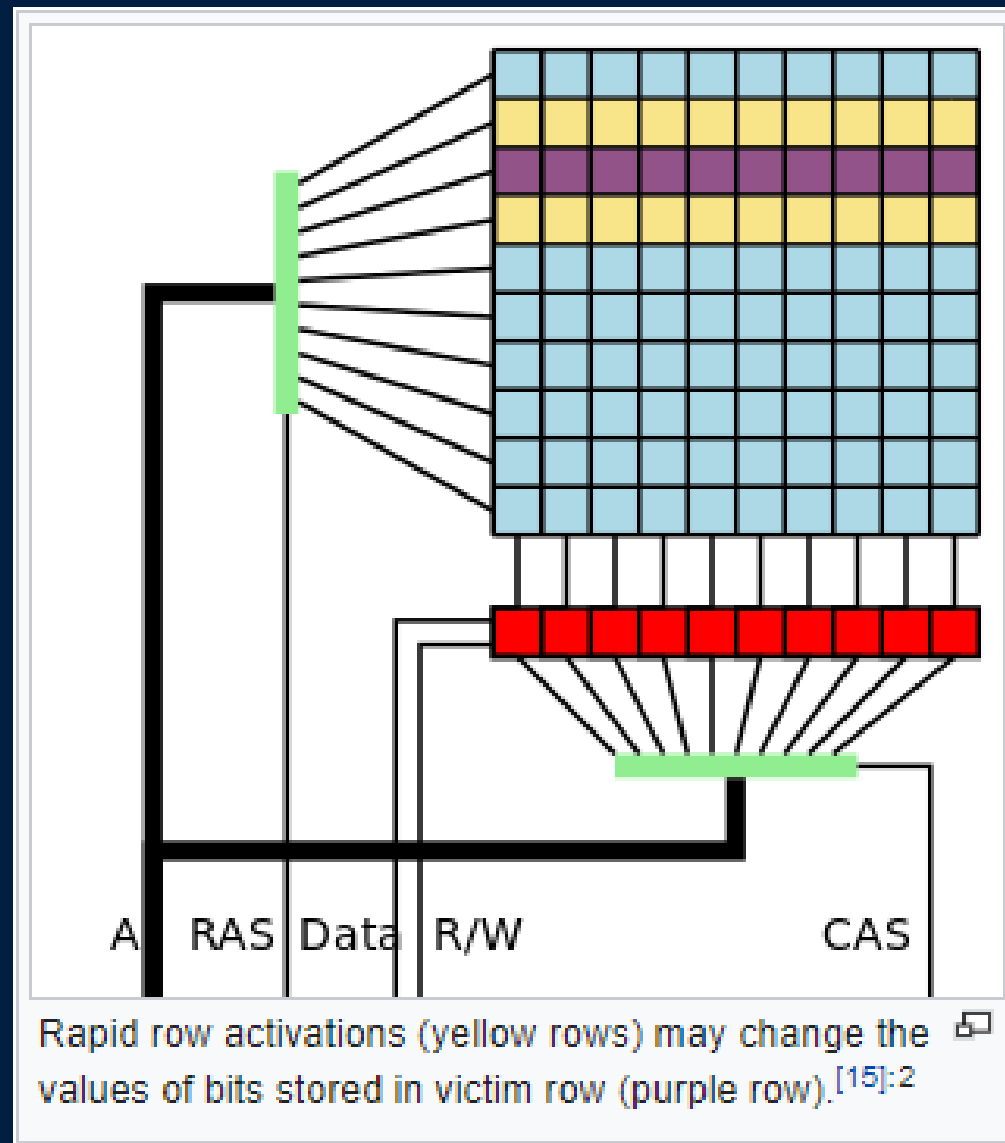 A RAS Data R/W CAS
Rapid row activations (yellow rows) may change the
values of bits stored in victim row (purple row).[15]:2